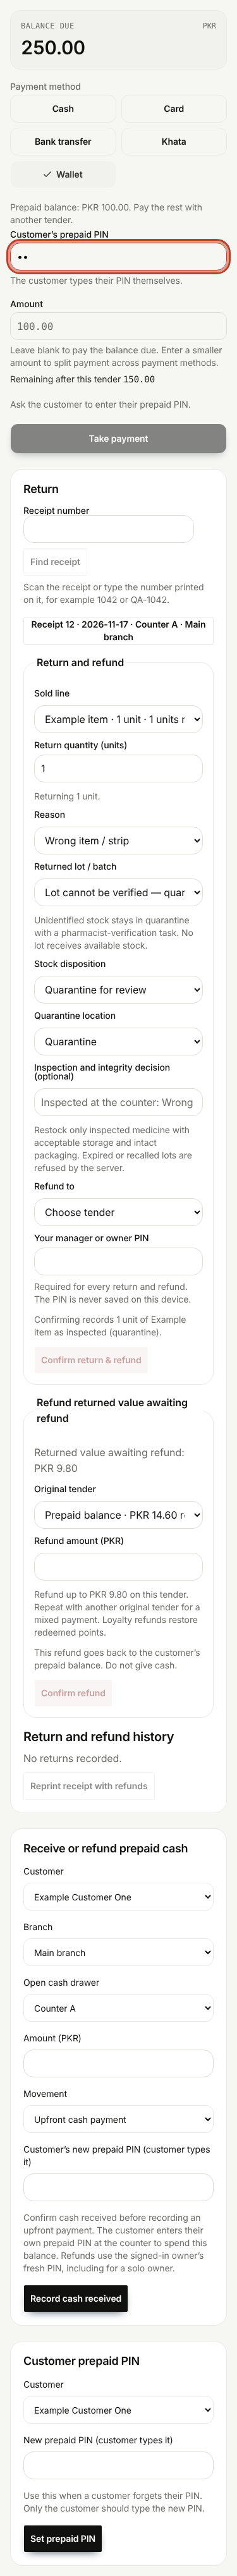 BALANCE DUE
PKR
250.00
Payment method
Cash
Card
Bank transfer
Khata
Wallet
Prepaid balance: PKR 100.00. Pay the rest with
another tender.
Customer's prepaid PIN
••
The customer types their PIN themselves.
Amount
100.00
Leave blank to pay the balance due. Enter a smaller
amount to split payment across payment methods.
Remaining after this tender 150.00
Ask the customer to enter their prepaid PIN.
Take payment
Return
Receipt number
Find receipt
Scan the receipt or type the number printed
on it, for example 1042 or QA-1042.
Receipt 12 · 2026-11-17 · Counter A · Main
branch
Return and refund
Sold line
Example item · 1 unit · 1 units r
Return quantity (units)
1
Returning 1 unit.
Reason
Wrong item / strip
Returned lot / batch
Lot cannot be verified — quar
Unidentified stock stays in quarantine
with a pharmacist-verification task. No
lot receives available stock.
Stock disposition
Quarantine for review
Quarantine location
Quarantine
Inspection and integrity decision
(optional)
Inspected at the counter: Wrong
Restock only inspected medicine with
acceptable storage and intact
packaging. Expired or recalled lots are
refused by the server.
Refund to
Choose tender
Your manager or owner PIN
Required for every return and refund.
The PIN is never saved on this device.
Confirming records 1 unit of Example
item as inspected (quarantine).
Confirm return & refund
Refund returned value awaiting
refund
Returned value awaiting refund:
PKR 9.80
Original tender
Prepaid balance · PKR 14.60 r
Refund amount (PKR)
Refund up to PKR 9.80 on this tender.
Repeat with another original tender for a
mixed payment. Loyalty refunds restore
redeemed points.
This refund goes back to the customer's
prepaid balance. Do not give cash.
Confirm refund
Return and refund history
No returns recorded.
Reprint receipt with refunds
Receive or refund prepaid cash
Customer
Example Customer One
Branch
Main branch
Open cash drawer
Counter A
Amount (PKR)
Movement
Upfront cash payment
Customer's new prepaid PIN (customer types
it)
Confirm cash received before recording an
upfront payment. The customer enters their
own prepaid PIN at the counter to spend this
balance. Refunds use the signed-in owner's
fresh PIN, including for a solo owner.
Record cash received
Customer prepaid PIN
Customer
Example Customer One
New prepaid PIN (customer types it)
Use this when a customer forgets their PIN.
Only the customer should type the new PIN.
Set prepaid PIN